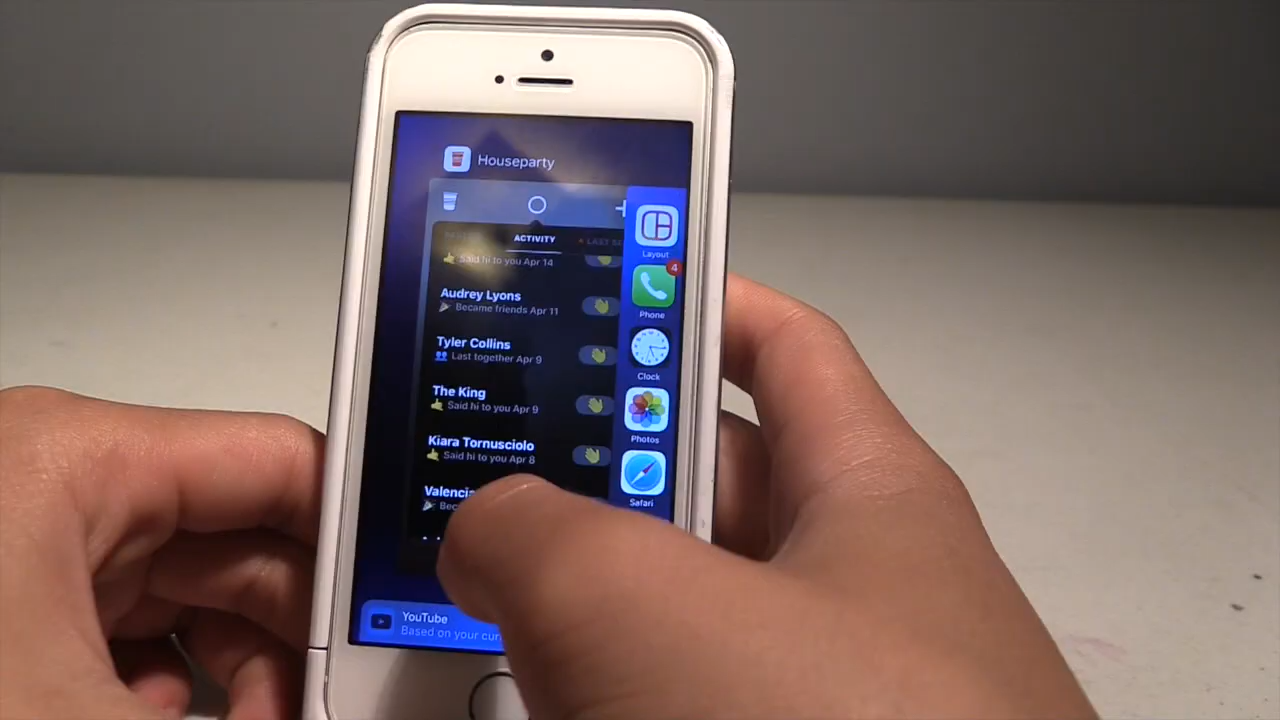 Houseparty
ACTIVITY
LAST
Said hi to you Apr 14
Audrey Lyons
Became friends Apr 11
Tyler Collins
Last together Apr 9
The King
Said hi to you Apr 9
Kiara Tornusciolo
Said hi to you Apr 8
Valencia
Layout
4
Phone
Clock
Photos
Safari
YouTube
Based on your